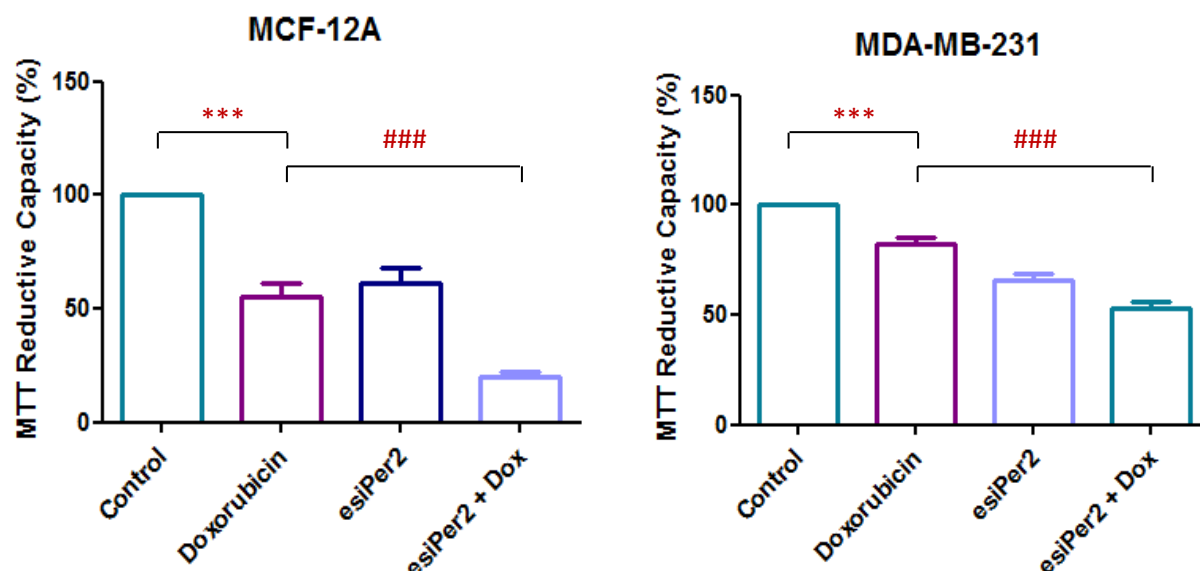 MCF-12A
MTT Reductive Capacity (%)
150
100
50
0
***
###
Control
Doxorubicin
esiPer2
esiPer2 + Dox
MDA-MB-231
MTT Reductive Capacity (%)
150
100
50
0
***
###
Control
Doxorubicin
esiPer2
esiPer2 + Dox